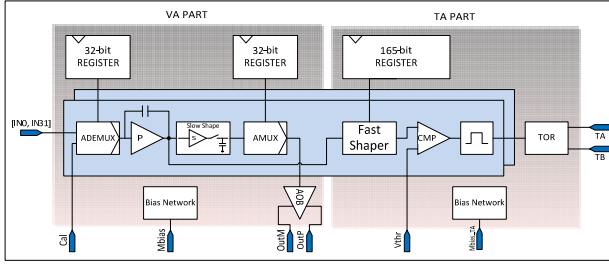 VA PART
TA PART
32-bit
REGISTER
32-bit
REGISTER
165-bit
REGISTER
[IN0, IN31]
ADEMUX
P
Slow Shape
S
AMUX
Fast
Shaper
CMP
TOR
TA
TB
AOB
Bias Network
Bias Network
Cal
Mbias
OutM
OutP
Vthr
Mbias_TA